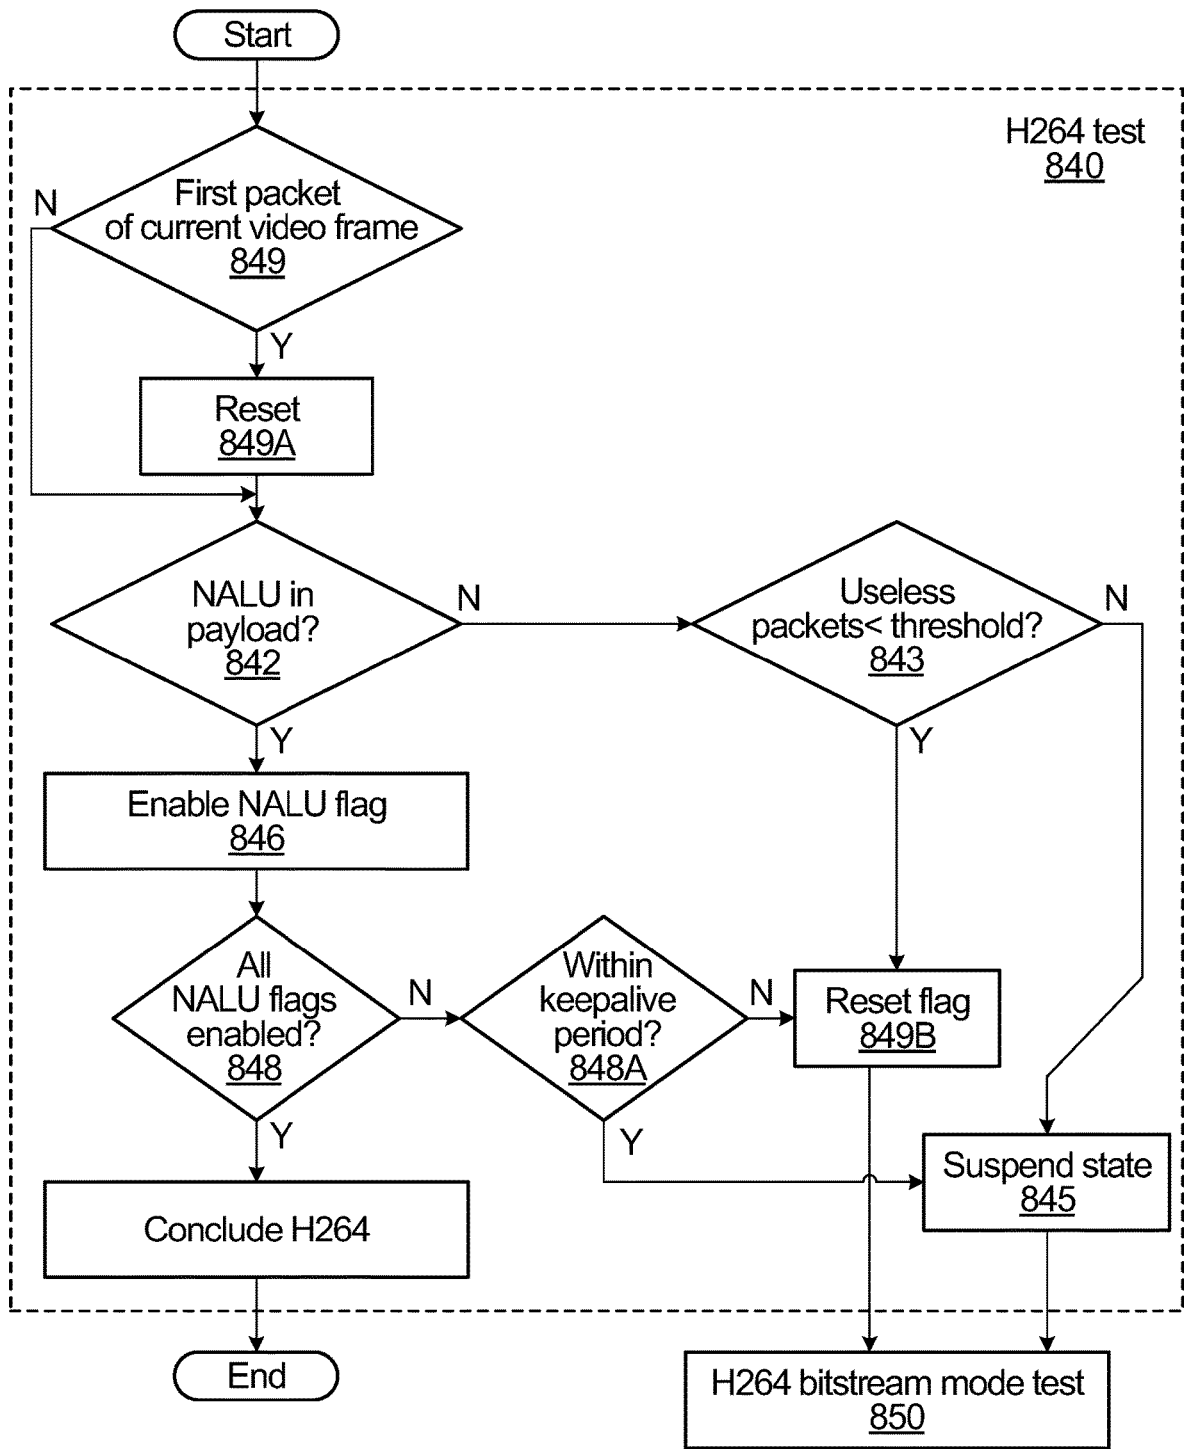 Start
H264 test
840
N
First packet
of current video frame
849
Y
Reset
849A
NALU in
payload?
842
N
Useless
packets< threshold?
843
N
Y
Y
Enable NALU flag
846
All
NALU flags
enabled?
848
N
Within
keepalive
period?
848A
N
Reset flag
849B
Y
Y
Suspend state
845
Conclude H264
End
H264 bitstream mode test
850